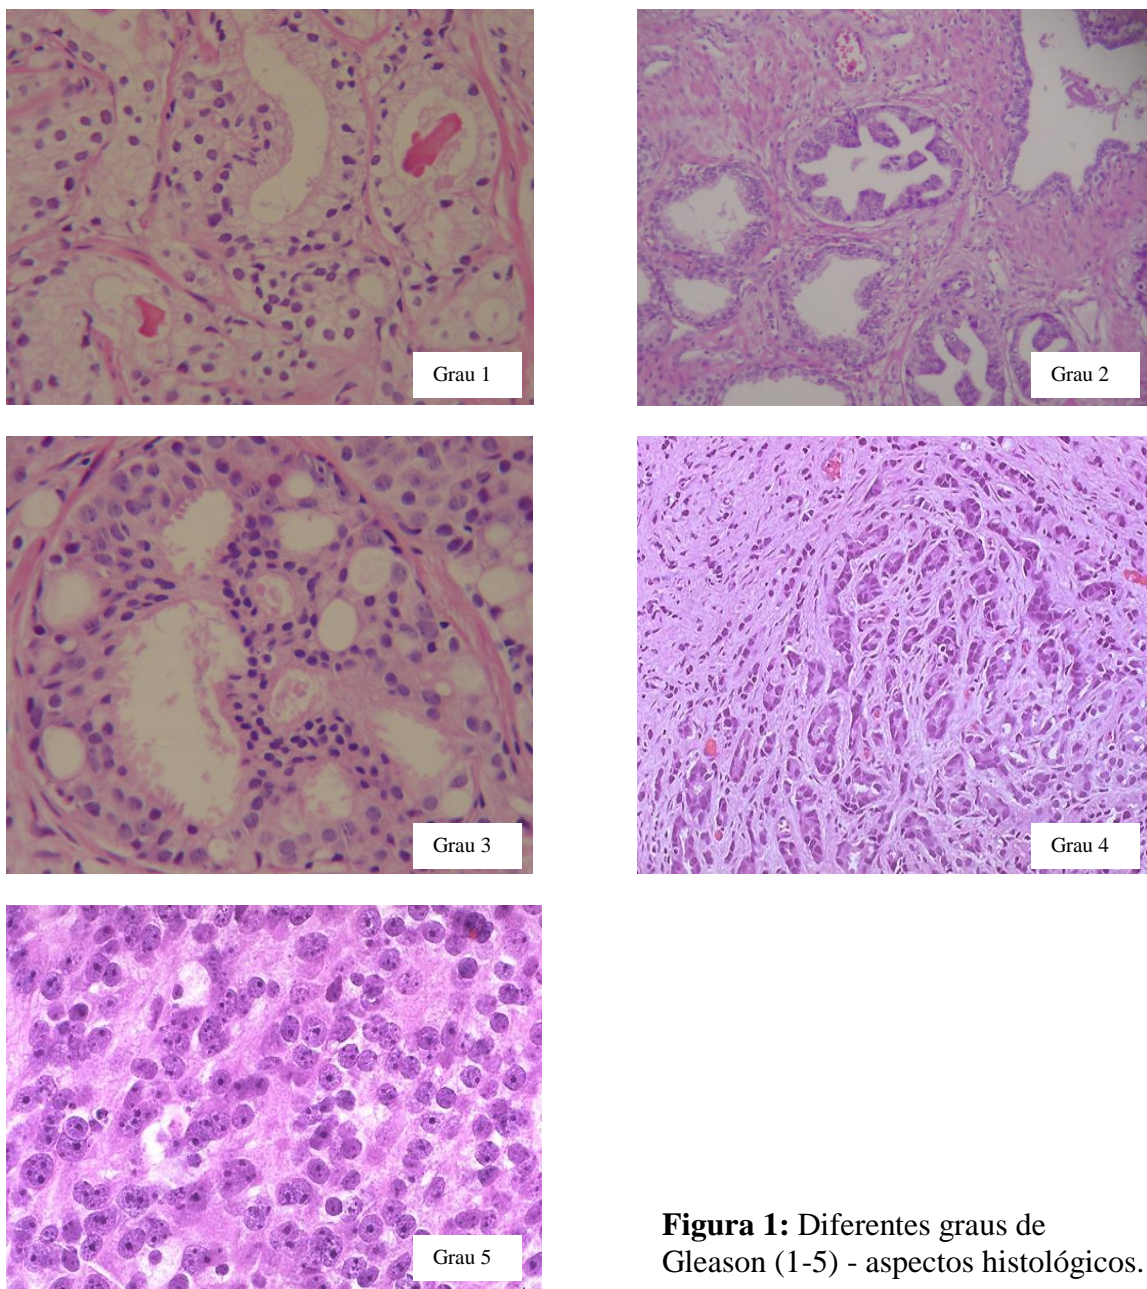 Grau 1
Grau 2
Grau 3
Grau 4
Grau 5
Figura 1: Diferentes graus de
Gleason (1-5) - aspectos histológicos.